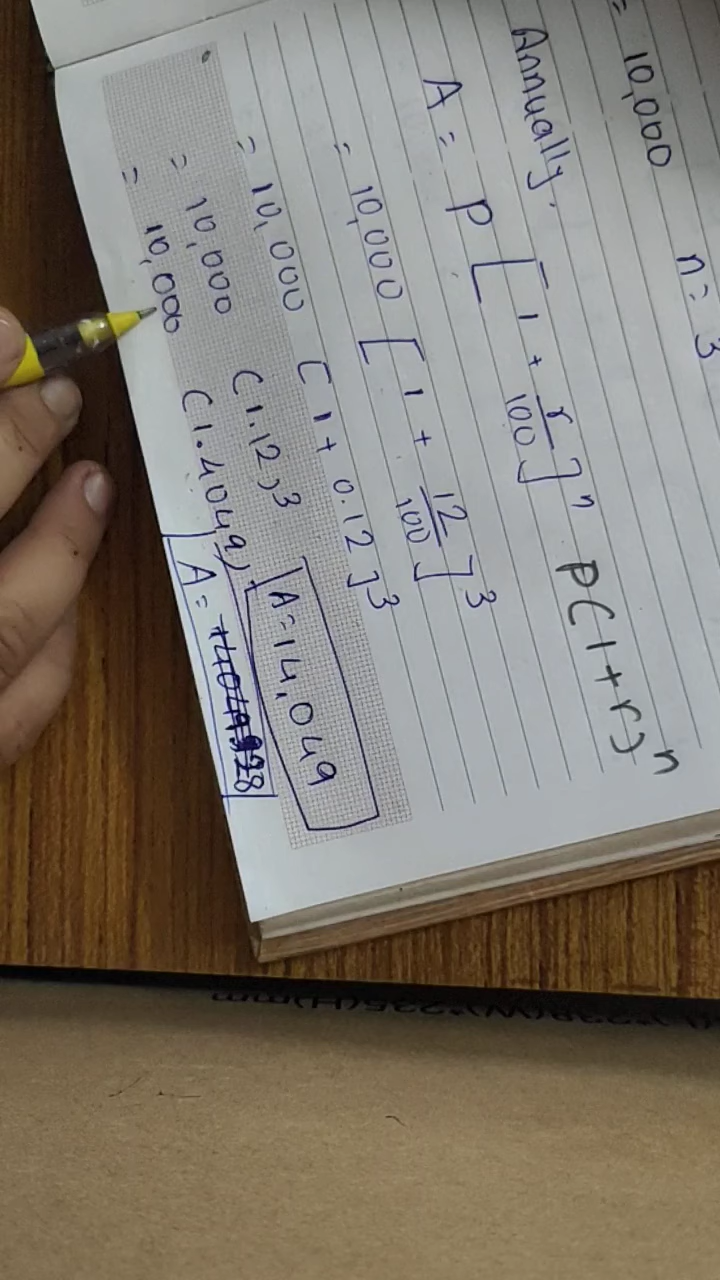 = 10,000 n = 3
Annually,
A = P [ 1 + r/100 ]ⁿ P(1+r)ⁿ
= 10,000 [ 1 + 12/100 ]³
= 10,000 [ 1 + 0.12 ]³
= 10,000 (1.12)³ A = 14,049
= 10,000 (1.4049)
A =